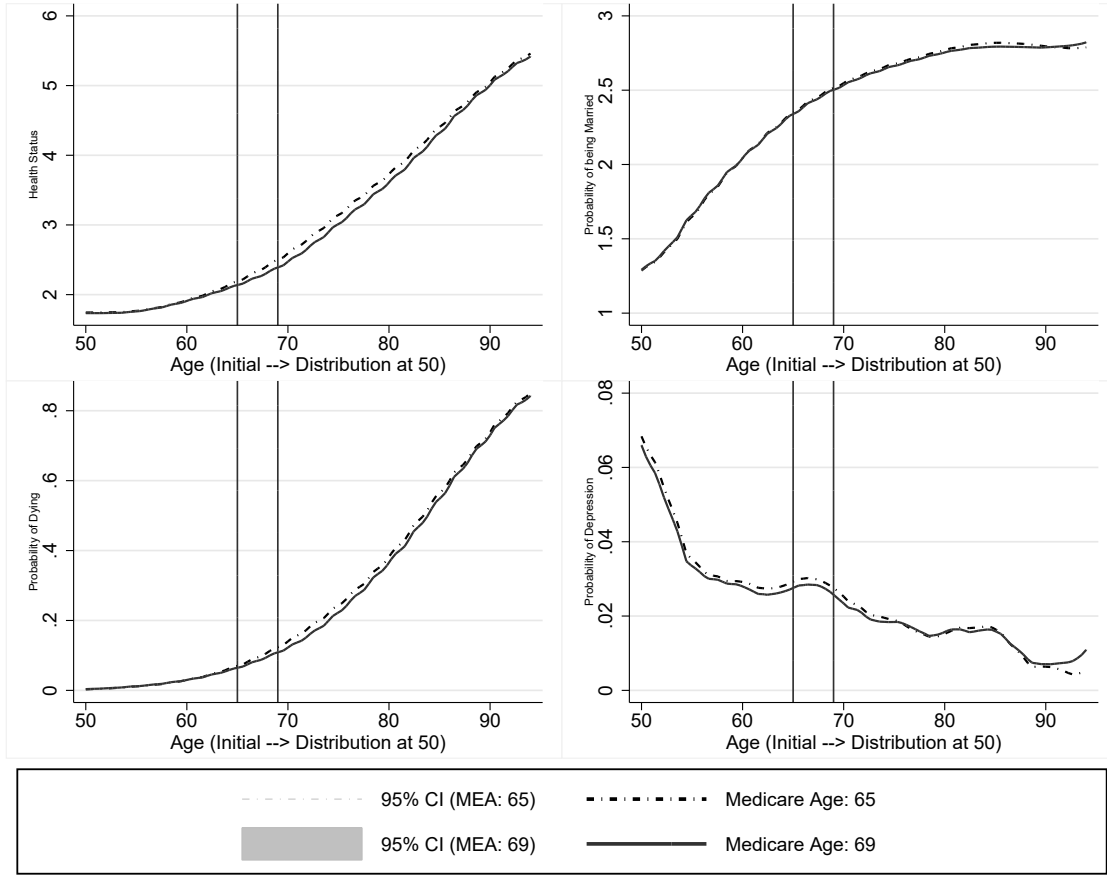 Health Status
6
5
4
3
2
50 60 70 80 90
Age (Initial --> Distribution at 50)
Probability of being Married
3
2.5
2
1.5
1
50 60 70 80 90
Age (Initial --> Distribution at 50)
Probability of Dying
.8
.6
.4
.2
0
50 60 70 80 90
Age (Initial --> Distribution at 50)
Probability of Depression
.08
.06
.04
.02
0
50 60 70 80 90
Age (Initial --> Distribution at 50)
95% CI (MEA: 65) Medicare Age: 65
95% CI (MEA: 69) Medicare Age: 69